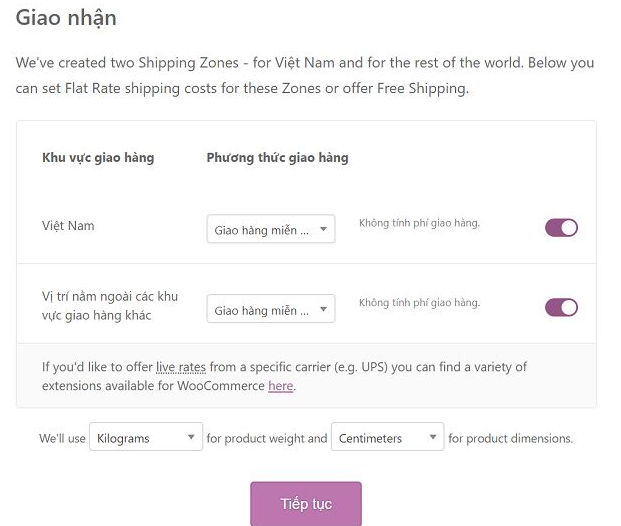 Giao nhận
We've created two Shipping Zones - for Việt Nam and for the rest of the world. Below you
can set Flat Rate shipping costs for these Zones or offer Free Shipping.
Khu vực giao hàng Phương thức giao hàng
Việt Nam Giao hàng miễn ... Không tính phí giao hàng.
Vị trí nằm ngoài các khu
vực giao hàng khác Giao hàng miễn ... Không tính phí giao hàng.
If you'd like to offer live rates from a specific carrier (e.g. UPS) you can find a variety of
extensions available for WooCommerce here.
We'll use Kilograms for product weight and Centimeters for product dimensions.
Tiếp tục